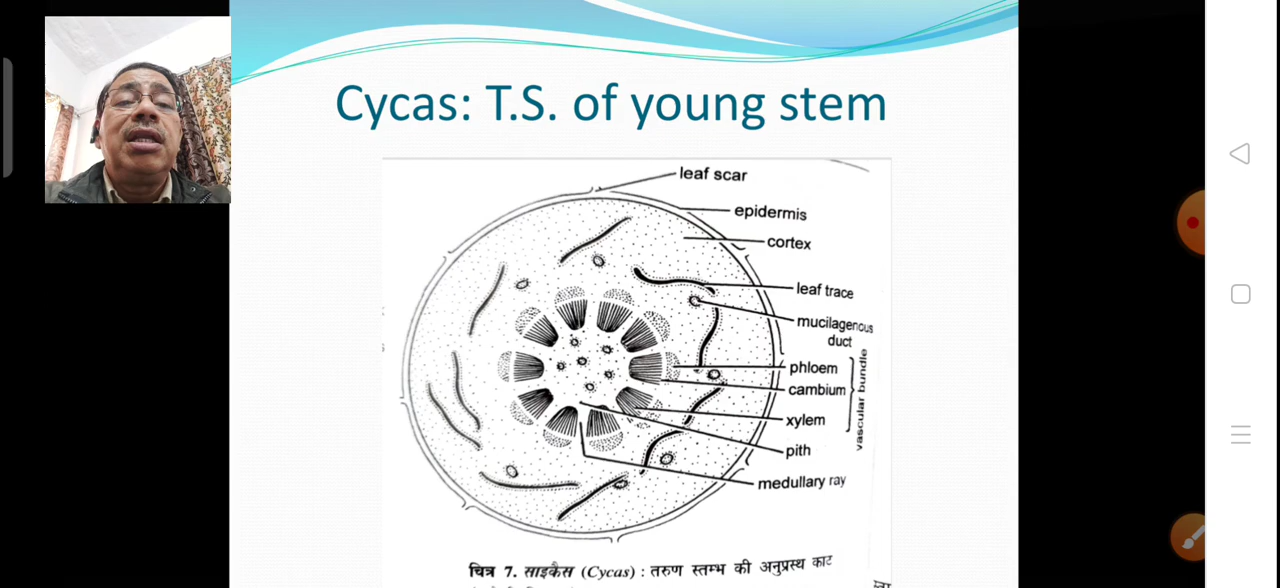 Cycas: T.S. of young stem
leaf scar
epidermis
cortex
leaf trace
mucilagenous
duct
phloem
cambium
xylem
vascular bundle
pith
medullary ray
चित्र 7. साइकैस (Cycas) : तरुण स्तम्भ की अनुप्रस्थ काट